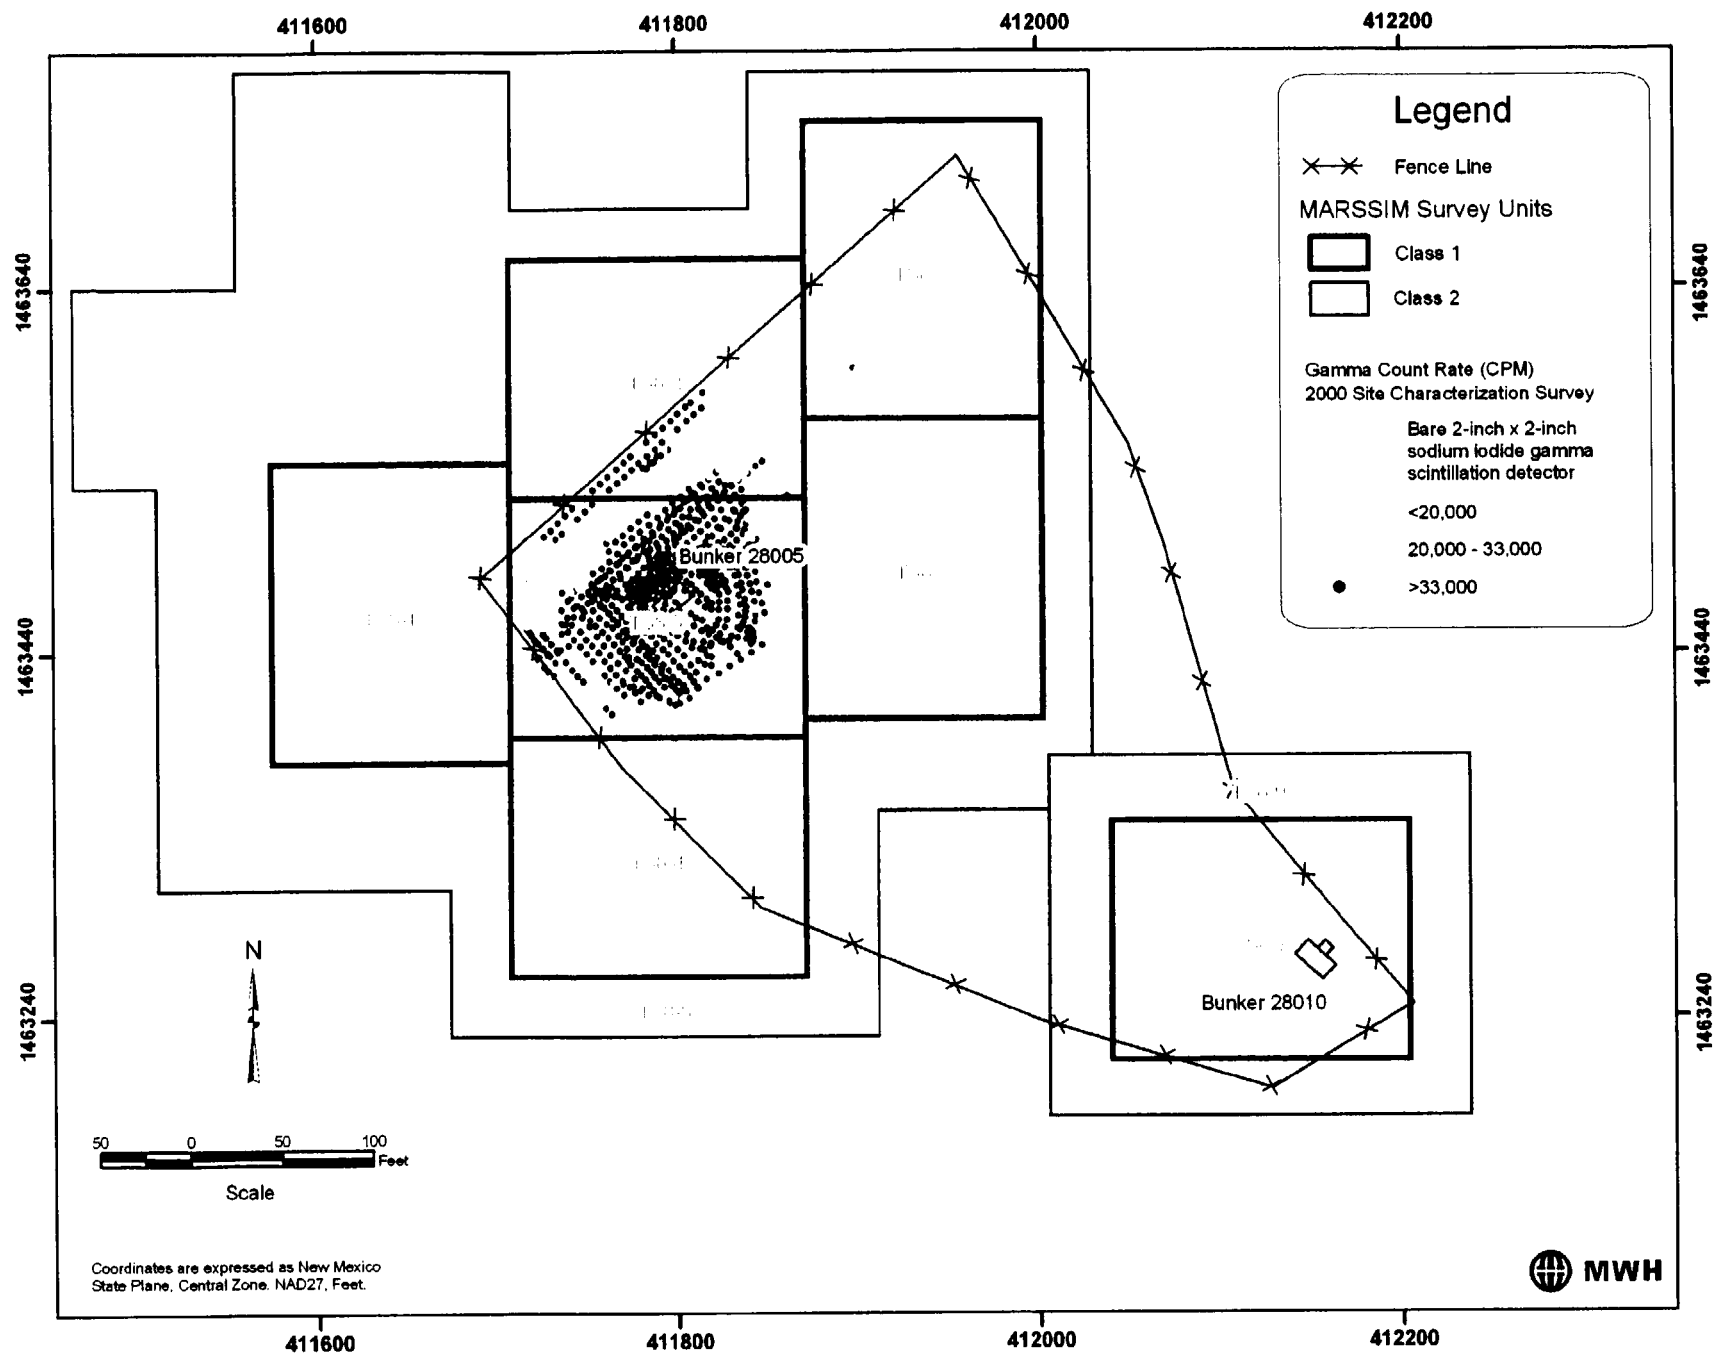 411600
411800
412000
412200
Legend
Fence Line
MARSSIM Survey Units
Class 1
Class 2
Gamma Count Rate (CPM)
2000 Site Characterization Survey
Bare 2-inch x 2-inch
sodium iodide gamma
scintillation detector
<20,000
20,000 - 33,000
>33,000
1463640
1463640
Bunker 28005
1463440
1463440
N
Bunker 28010
1463240
1463240
50 0 50 100
Feet
Scale
Coordinates are expressed as New Mexico
State Plane, Central Zone. NAD27, Feet.
MWH
411600
411800
412000
412200